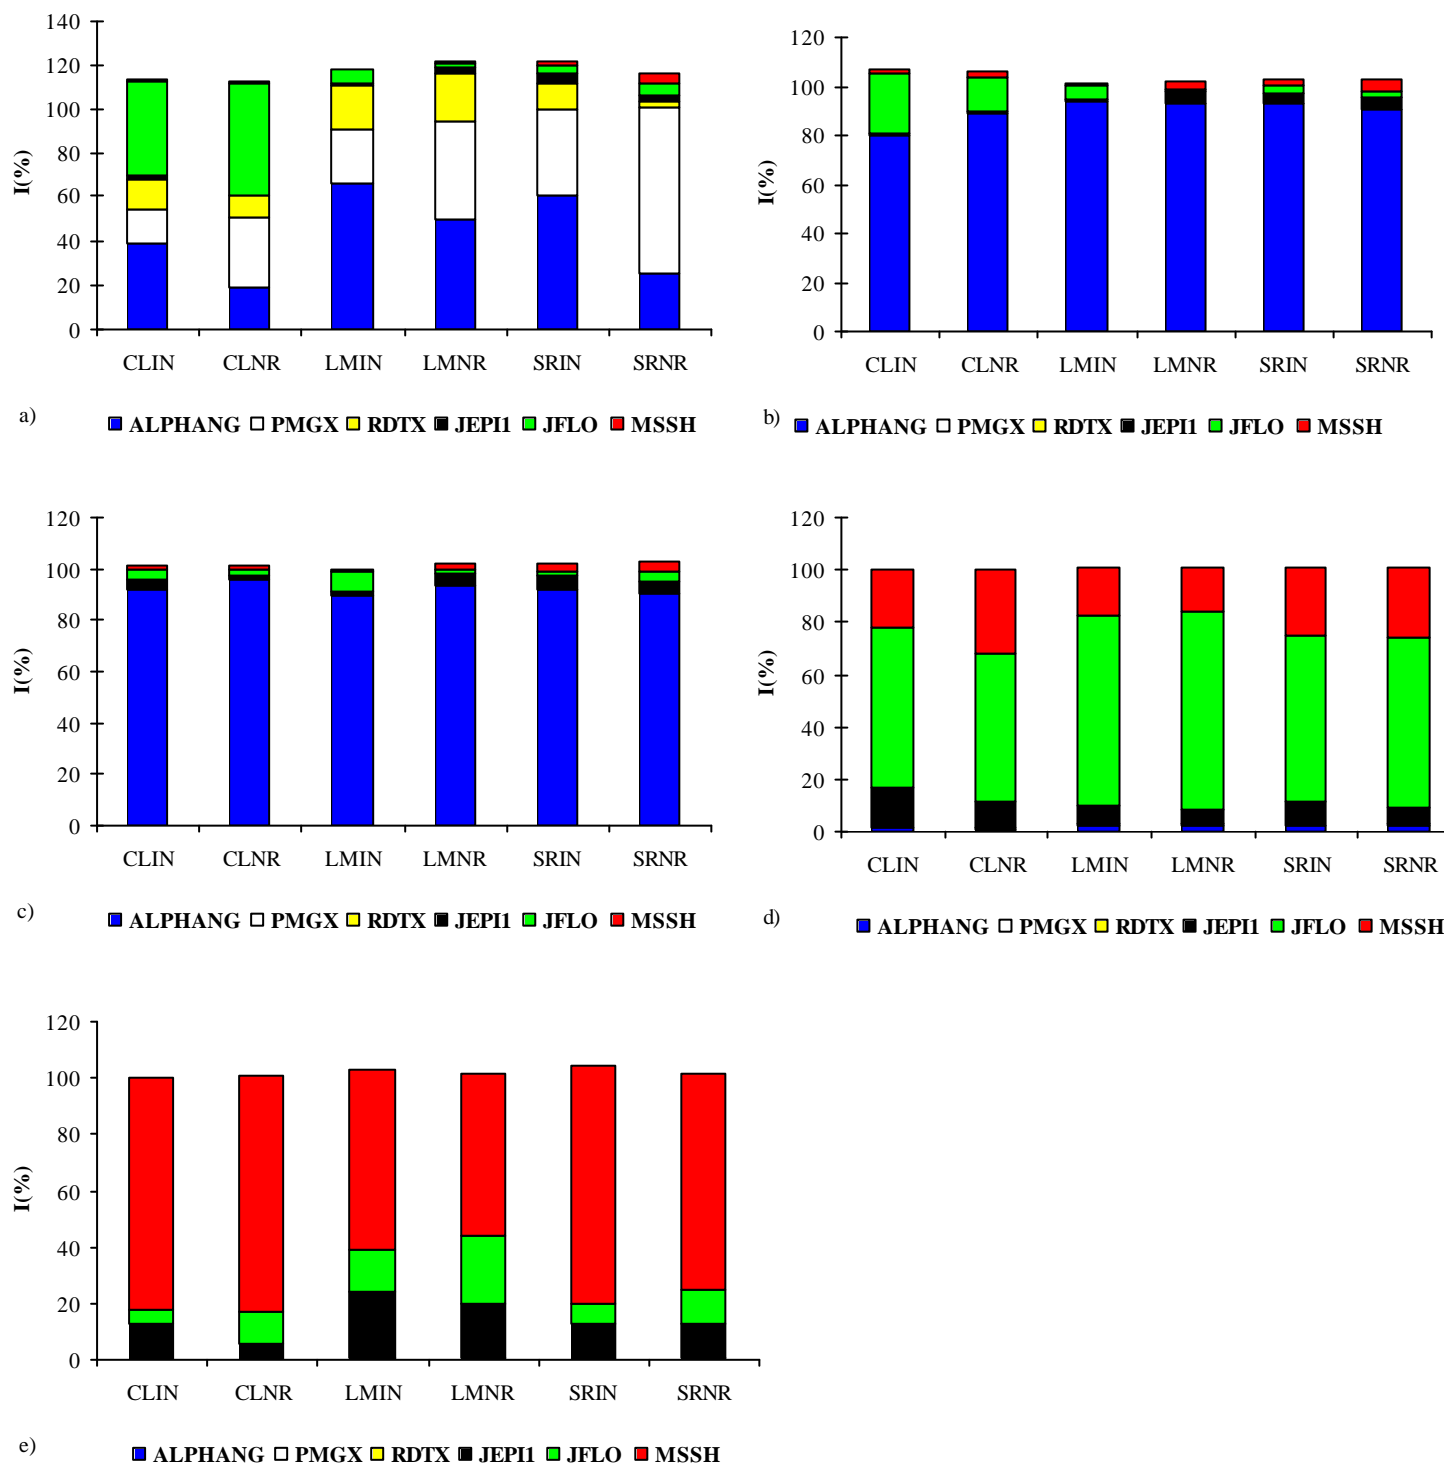 140
120
100
80
60
40
20
0
I(%)
CLIN CLNR LMIN LMNR SRIN SRNR
a) ALPHANG PMGX RDTX JEPI1 JFLO MSSH
120
100
80
60
40
20
0
I(%)
CLIN CLNR LMIN LMNR SRIN SRNR
b) ALPHANG PMGX RDTX JEPI1 JFLO MSSH
120
100
80
60
40
20
0
I(%)
CLIN CLNR LMIN LMNR SRIN SRNR
c) ALPHANG PMGX RDTX JEPI1 JFLO MSSH
120
100
80
60
40
20
0
I(%)
CLIN CLNR LMIN LMNR SRIN SRNR
d) ALPHANG PMGX RDTX JEPI1 JFLO MSSH
120
100
80
60
40
20
0
I(%)
CLIN CLNR LMIN LMNR SRIN SRNR
e) ALPHANG PMGX RDTX JEPI1 JFLO MSSH